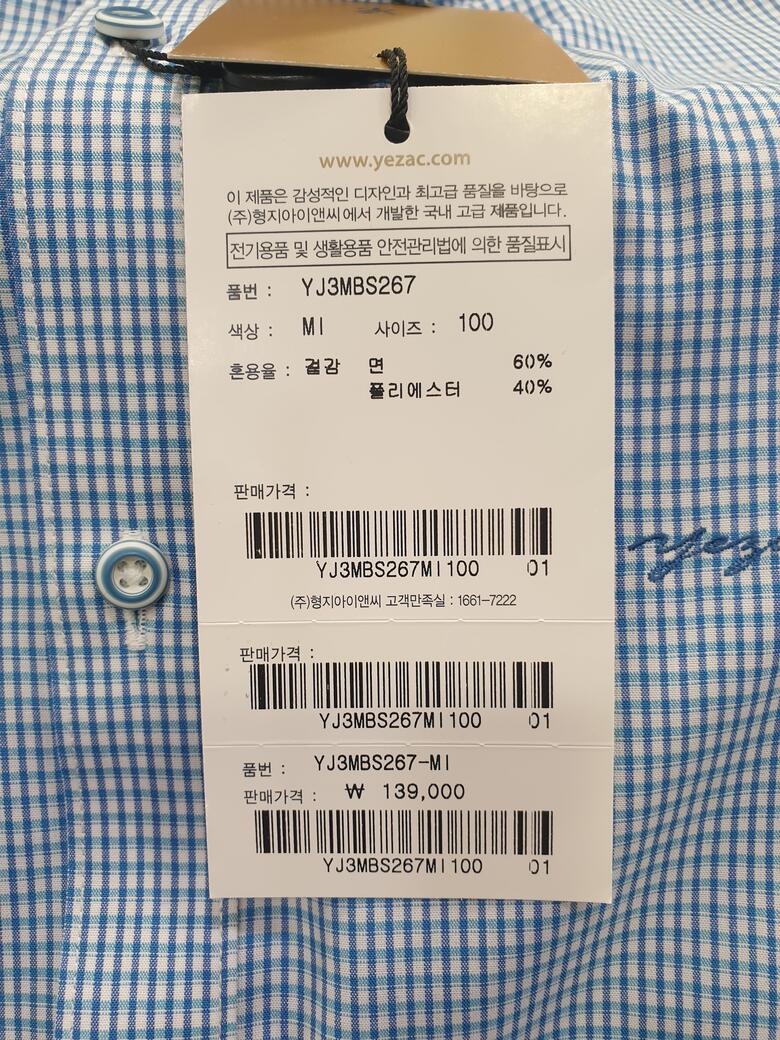 www.yezac.com
이 제품은 감성적인 디자인과 최고급 품질을 바탕으로
(주)형지아이앤씨에서 개발한 국내 고급 제품입니다.
전기용품 및 생활용품 안전관리법에 의한 품질표시
품번 : YJ3MBS267
색상 : MI 사이즈 : 100
혼용율 : 겉감 면 60%
폴리에스터 40%
판매가격 :
YJ3MBS267MI100 01
(주)형지아이앤씨 고객만족실 : 1661-7222
판매가격 :
YJ3MBS267MI100 01
품번 : YJ3MBS267-MI
판매가격 : ₩ 139,000
YJ3MBS267MI100 01